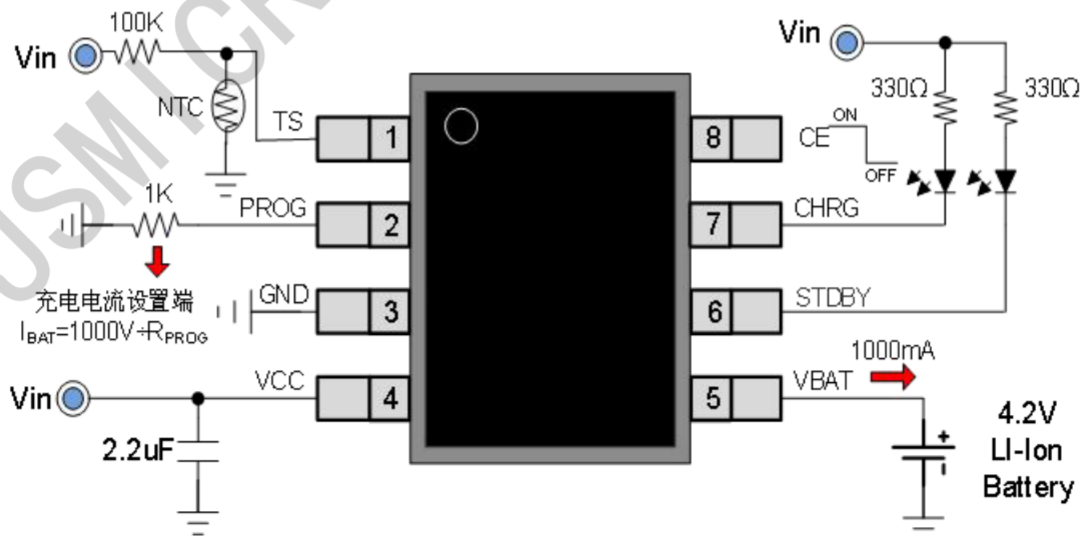 USMICR
100K
Vin
NTC
TS
1
1K
PROG
2
充电电流设置端
IBAT=1000V÷RPROG
GND
3
Vin
VCC
4
2.2uF
Vin
330Ω
330Ω
8
CE
ON
OFF
7
CHRG
6
STDBY
1000mA
5
VBAT
4.2V
LI-Ion
Battery